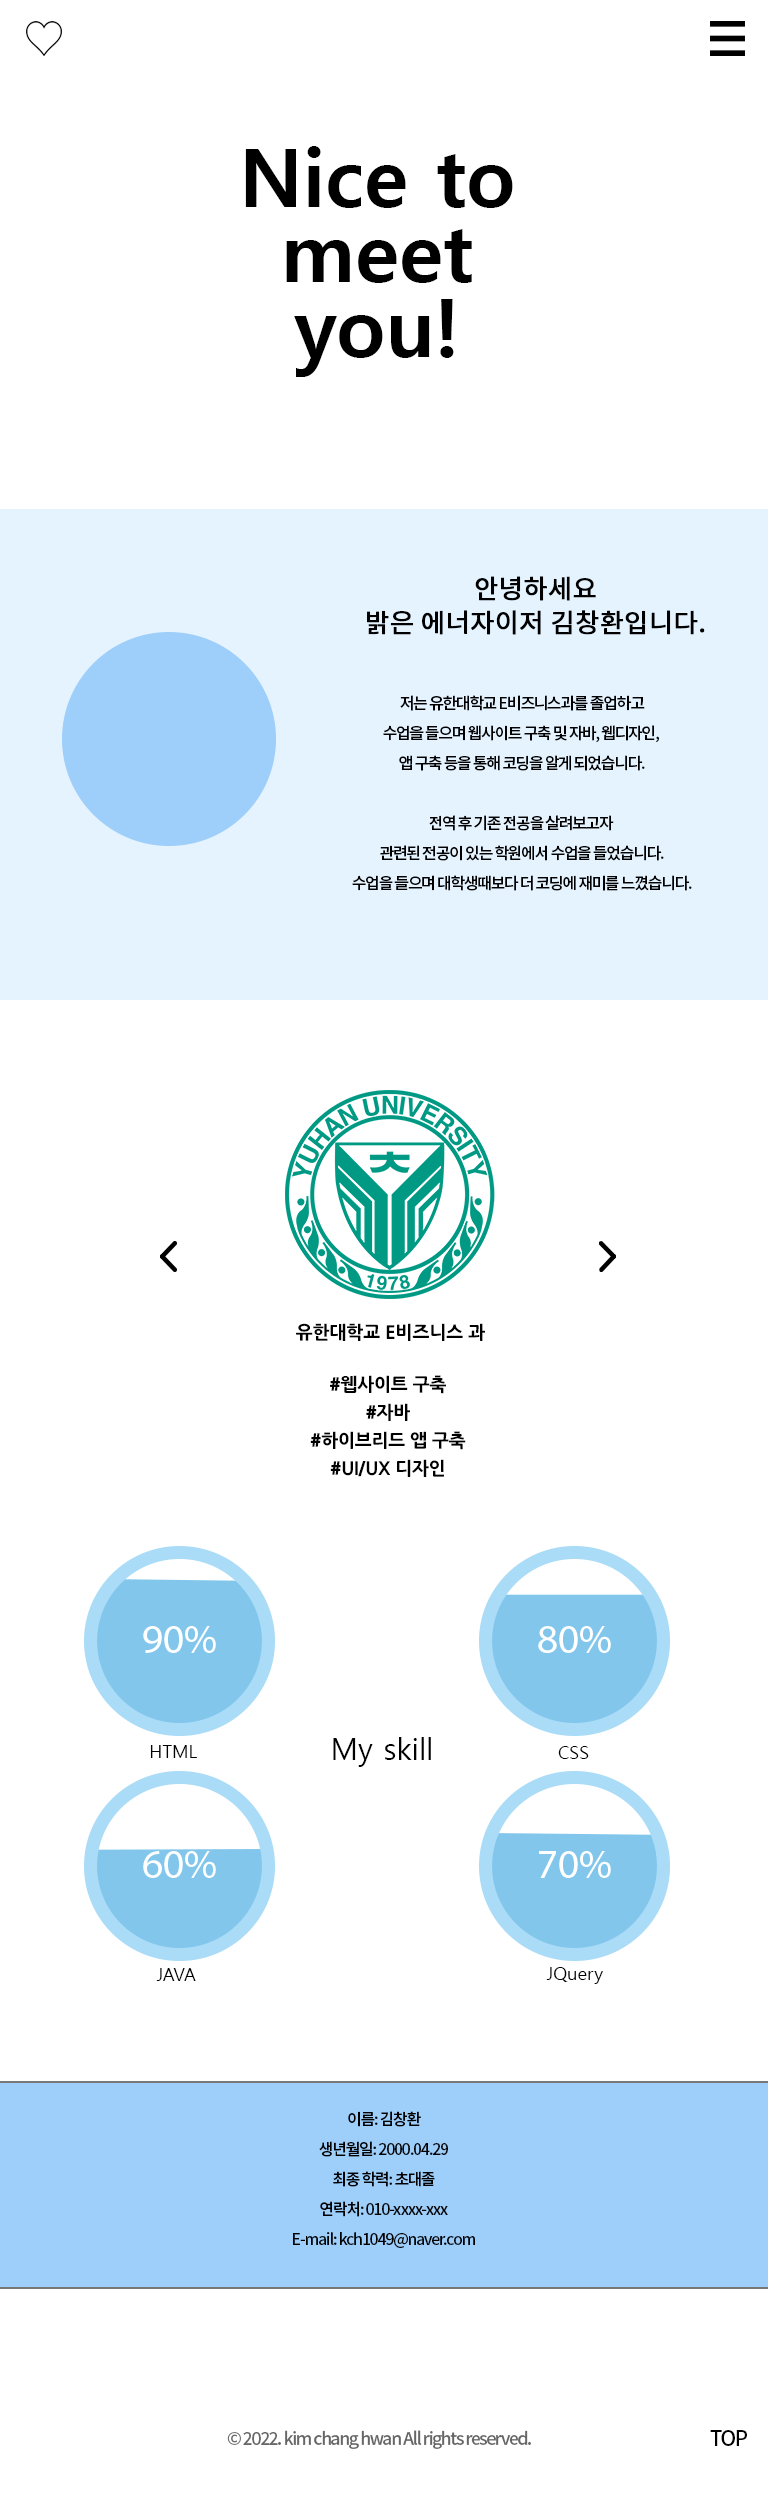 Nice to
meet
you!
안녕하세요
밝은 에너자이저 김창환입니다.
저는 유한대학교 E비즈니스과를 졸업하고
수업을 들으며 웹사이트 구축 및 자바, 웹디자인,
앱 구축 등을 통해 코딩을 알게 되었습니다.
전역 후 기존 전공을 살려보고자
관련된 전공이 있는 학원에서 수업을 들었습니다.
수업을 들으며 대학생때보다 더 코딩에 재미를 느꼈습니다.
YUHAN UNIVERSITY
大
1978
유한대학교 E비즈니스 과
#웹사이트 구축
#자바
#하이브리드 앱 구축
#UI/UX 디자인
90%
80%
HTML
My skill
CSS
60%
70%
JAVA
JQuery
이름: 김창환
생년월일: 2000.04.29
최종 학력: 초대졸
연락처: 010-xxxx-xxx
E-mail: kch1049@naver.com
© 2022. kim chang hwan All rights reserved.
TOP